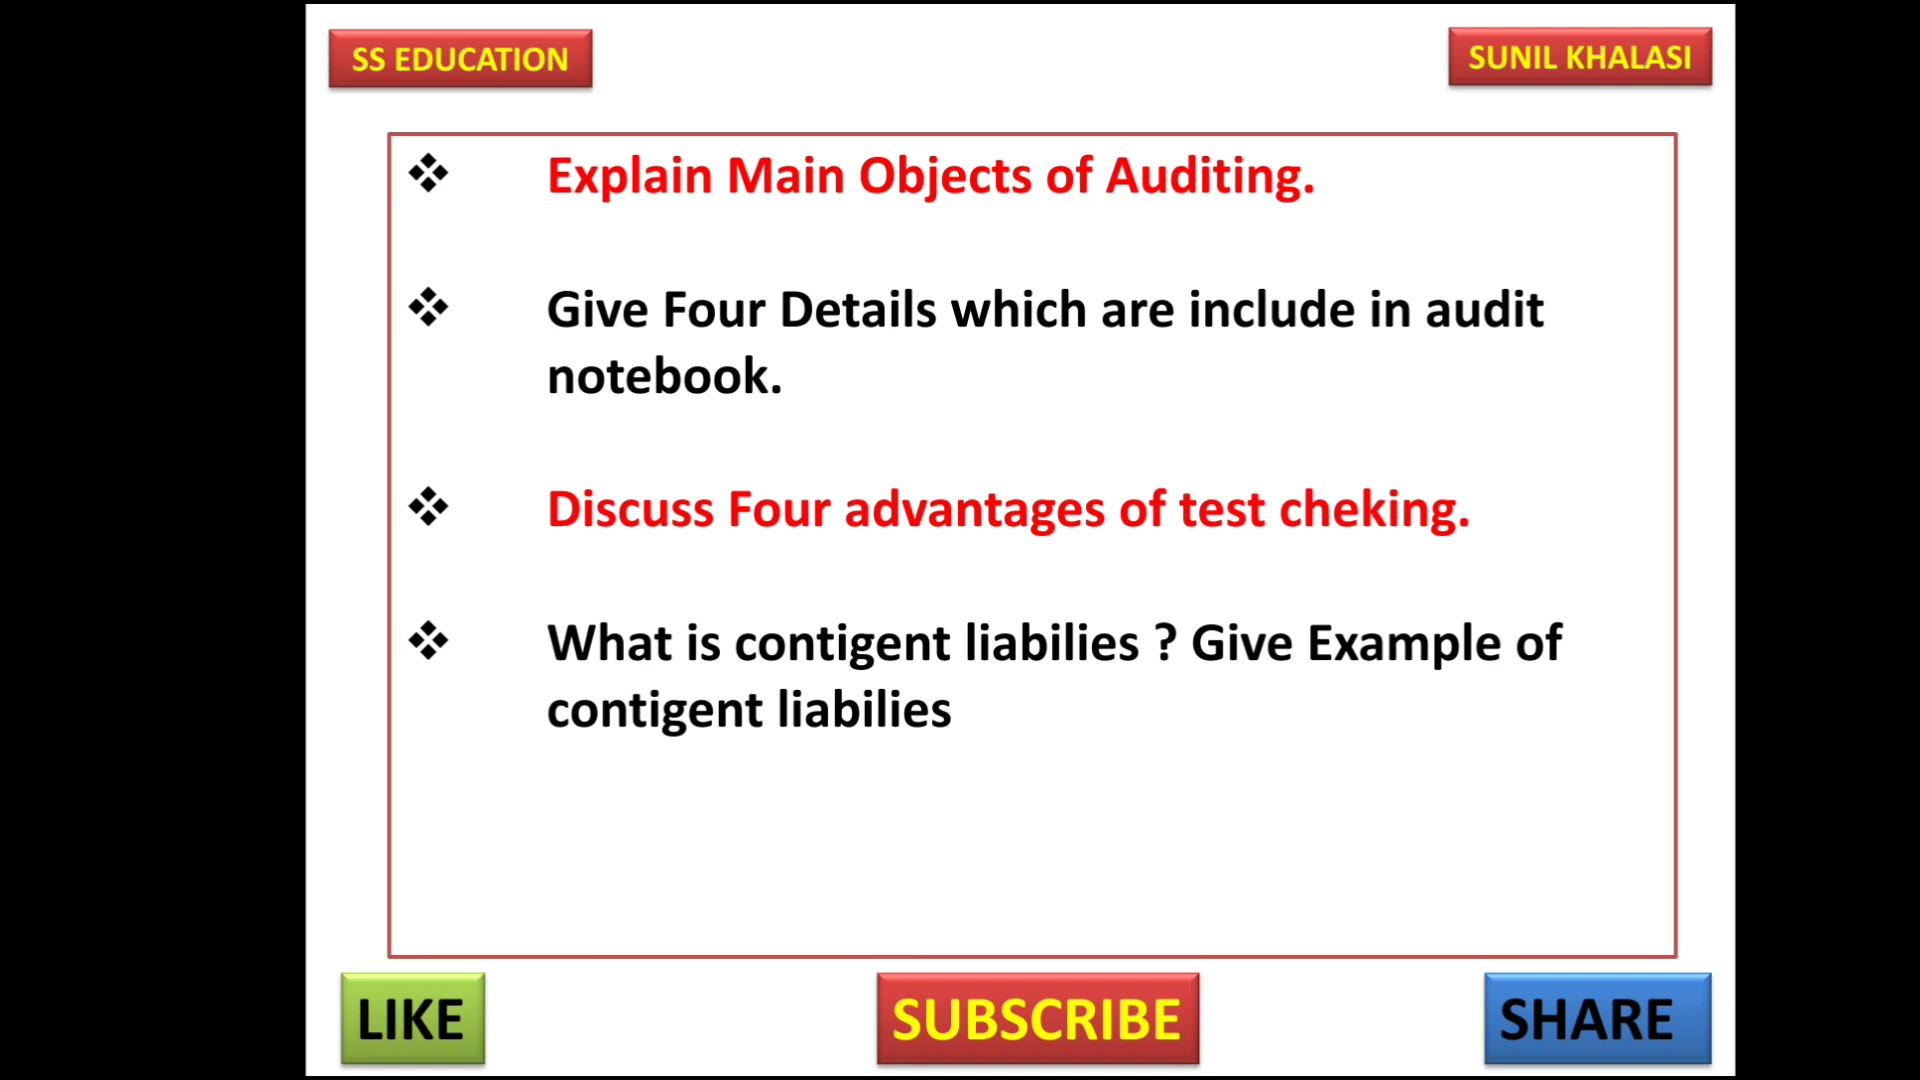 SS EDUCATION
SUNIL KHALASI
Explain Main Objects of Auditing.
Give Four Details which are include in audit
notebook.
Discuss Four advantages of test cheking.
What is contigent liabilies ? Give Example of
contigent liabilies
LIKE
SUBSCRIBE
SHARE